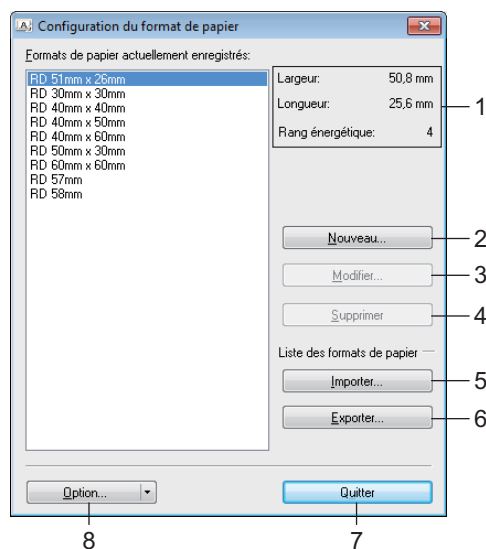 Configuration du format de papier
Formats de papier actuellement enregistrés:
RD 51mm x 26mm
RD 30mm x 30mm
RD 40mm x 40mm
RD 40mm x 50mm
RD 40mm x 60mm
RD 50mm x 30mm
RD 60mm x 60mm
RD 57mm
RD 58mm
Largeur: 50,8 mm
Longueur: 25,6 mm
Rang énergétique: 4
1
Nouveau... 2
Modifier... 3
Supprimer 4
Liste des formats de papier
Importer... 5
Exporter... 6
Option... Quitter
8 7